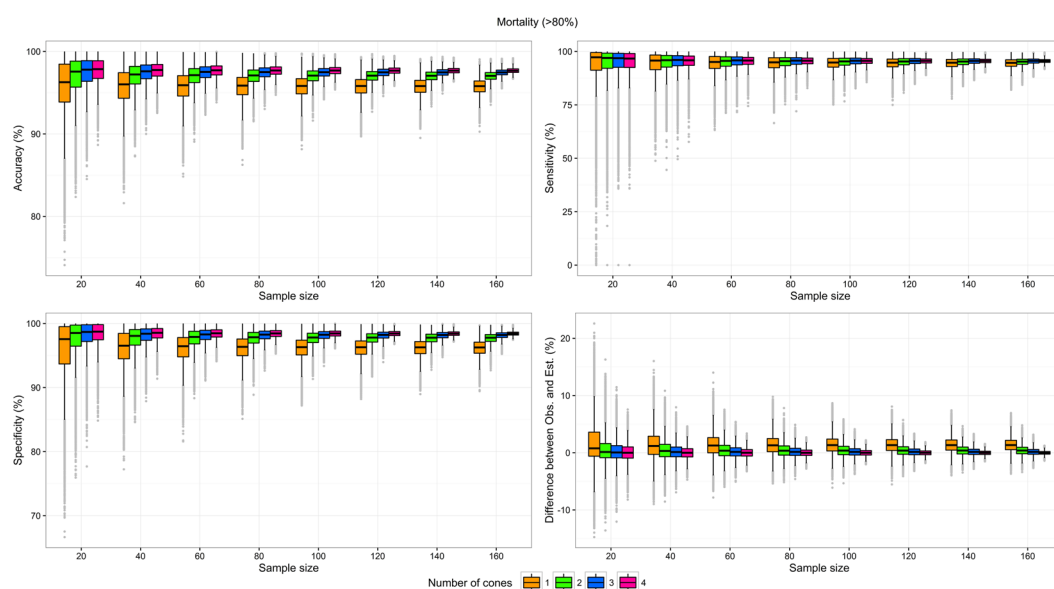 Mortality (>80%)
Accuracy (%)
100
90
80
20 40 60 80 100 120 140 160
Sample size
Sensitivity (%)
100
75
50
25
0
20 40 60 80 100 120 140 160
Sample size
Specificity (%)
100
90
80
70
20 40 60 80 100 120 140 160
Sample size
Difference between Obs. and Est. (%)
20
10
0
-10
20 40 60 80 100 120 140 160
Sample size
Number of cones 1 2 3 4